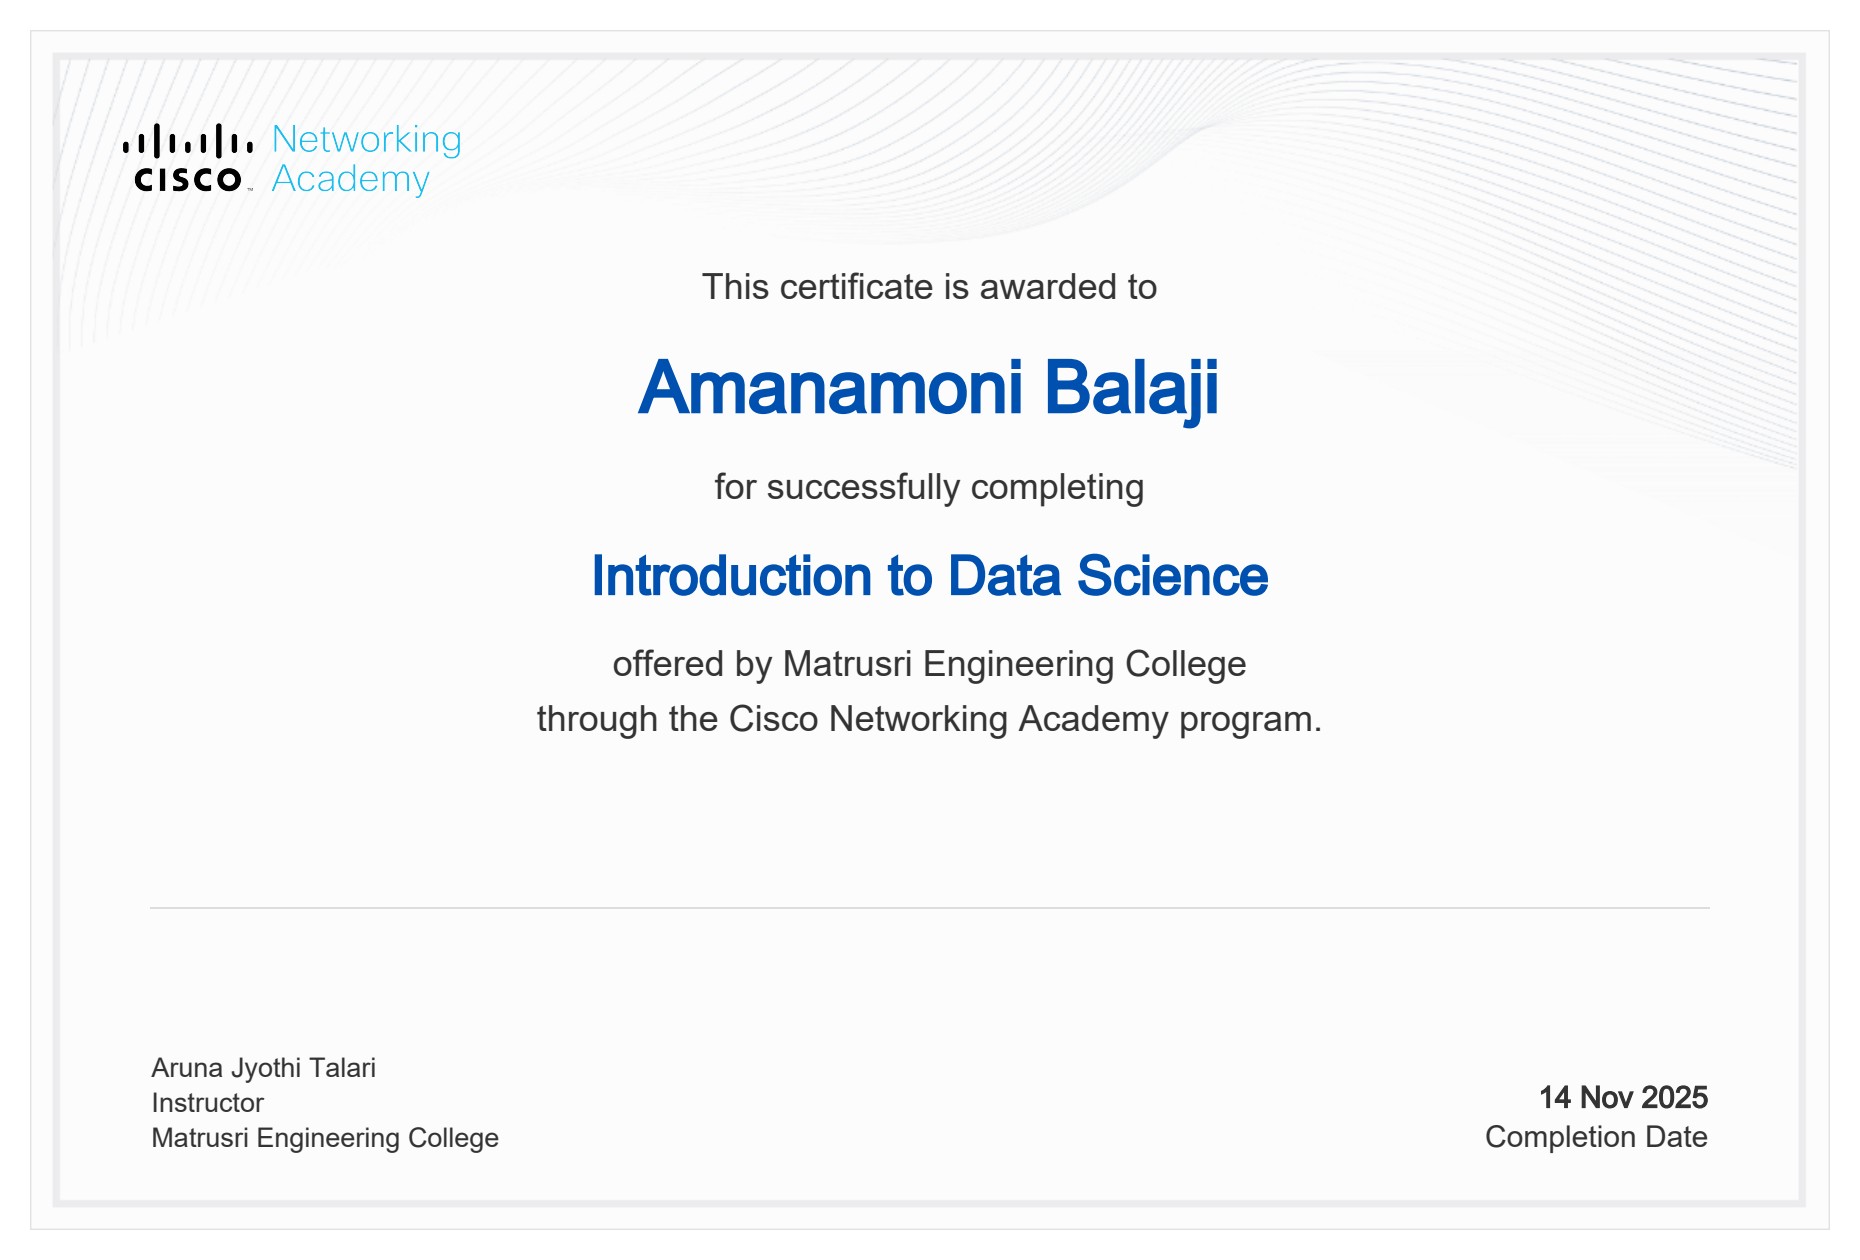 Networking
CISCO™ Academy
This certificate is awarded to
Amanamoni Balaji
for successfully completing
Introduction to Data Science
offered by Matrusri Engineering College
through the Cisco Networking Academy program.
Aruna Jyothi Talari
Instructor
Matrusri Engineering College
14 Nov 2025
Completion Date